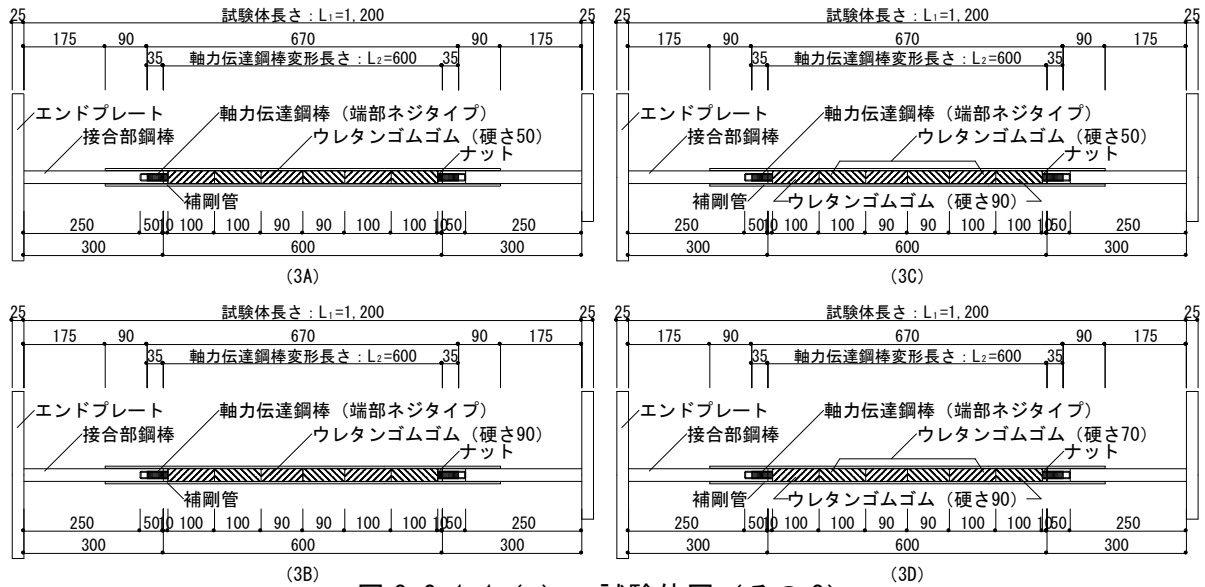 25 試験体長さ：L₁=1,200 25
175 90 670 90 175
35 軸力伝達鋼棒変形長さ：L₂=600 35
エンドプレート 軸力伝達鋼棒（端部ネジタイプ）
接合部鋼棒 ウレタンゴムゴム（硬さ50）
ナット
補剛管
250 50 10 100 100 90 90 100 100 10 50 250
300 600 300
(3A)
25 試験体長さ：L₁=1,200 25
175 90 670 90 175
35 軸力伝達鋼棒変形長さ：L₂=600 35
エンドプレート 軸力伝達鋼棒（端部ネジタイプ）
接合部鋼棒 ウレタンゴムゴム（硬さ50）
ナット
補剛管 ウレタンゴムゴム（硬さ90）
250 50 10 100 100 90 90 100 100 10 50 250
300 600 300
(3C)
25 試験体長さ：L₁=1,200 25
175 90 670 90 175
35 軸力伝達鋼棒変形長さ：L₂=600 35
エンドプレート 軸力伝達鋼棒（端部ネジタイプ）
接合部鋼棒 ウレタンゴムゴム（硬さ90）
ナット
補剛管
250 50 10 100 100 90 90 100 100 10 50 250
300 600 300
(3B)
25 試験体長さ：L₁=1,200 25
175 90 670 90 175
35 軸力伝達鋼棒変形長さ：L₂=600 35
エンドプレート 軸力伝達鋼棒（端部ネジタイプ）
接合部鋼棒 ウレタンゴムゴム（硬さ70）
ナット
補剛管 ウレタンゴムゴム（硬さ90）
250 50 10 100 100 90 90 100 100 10 50 250
300 600 300
(3D)